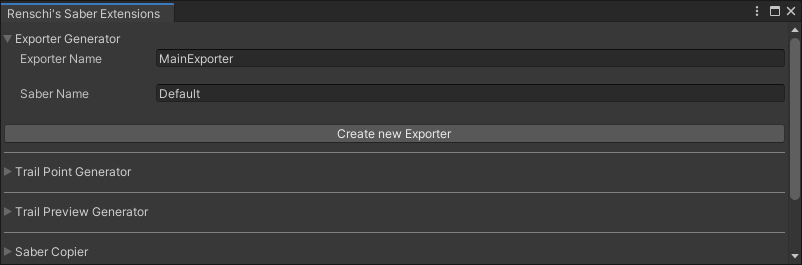 Renschi's Saber Extensions
Exporter Generator
Exporter Name MainExporter
Saber Name Default
Create new Exporter
Trail Point Generator
Trail Preview Generator
Saber Copier